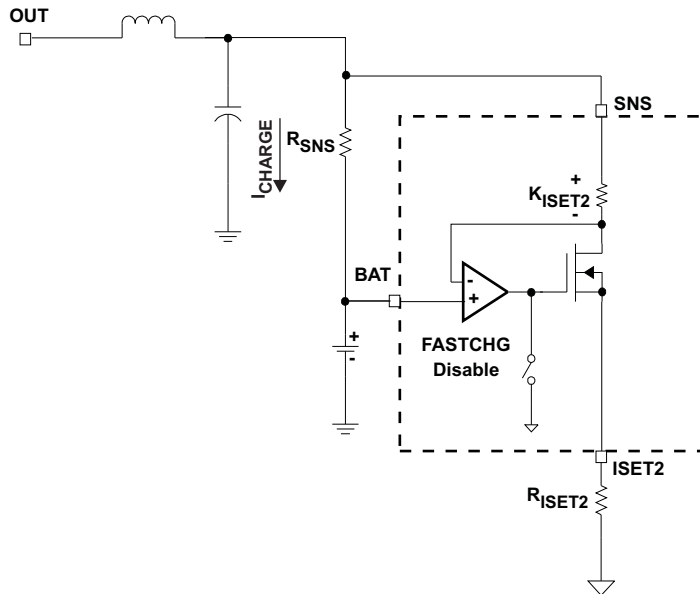 OUT
SNS
I_CHARGE
R_SNS
+
K_ISET2
-
BAT
-
+
+
-
FASTCHG
Disable
ISET2
R_ISET2